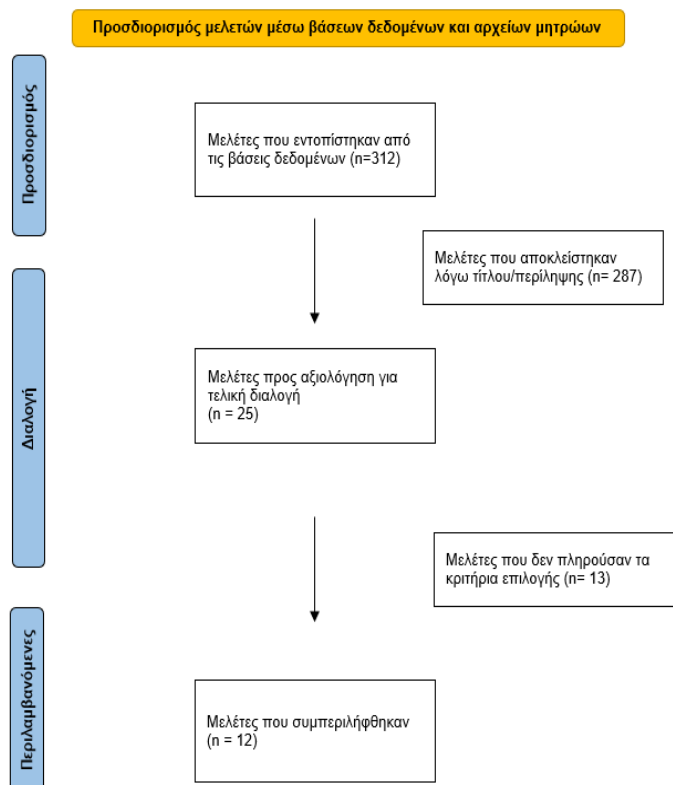 Προσδιορισμός μελετών μέσω βάσεων δεδομένων και αρχείων μητρώων
Προσδιορισμός
Μελέτες που εντοπίστηκαν από
τις βάσεις δεδομένων (n=312)
Μελέτες που αποκλείστηκαν
λόγω τίτλου/περίληψης (n= 287)
Διαλογή
Μελέτες προς αξιολόγηση για
τελική διαλογή
(n = 25)
Μελέτες που δεν πληρούσαν τα
κριτήρια επιλογής (n= 13)
Περιλαμβανόμενες
Μελέτες που συμπεριλήφθηκαν
(n = 12)